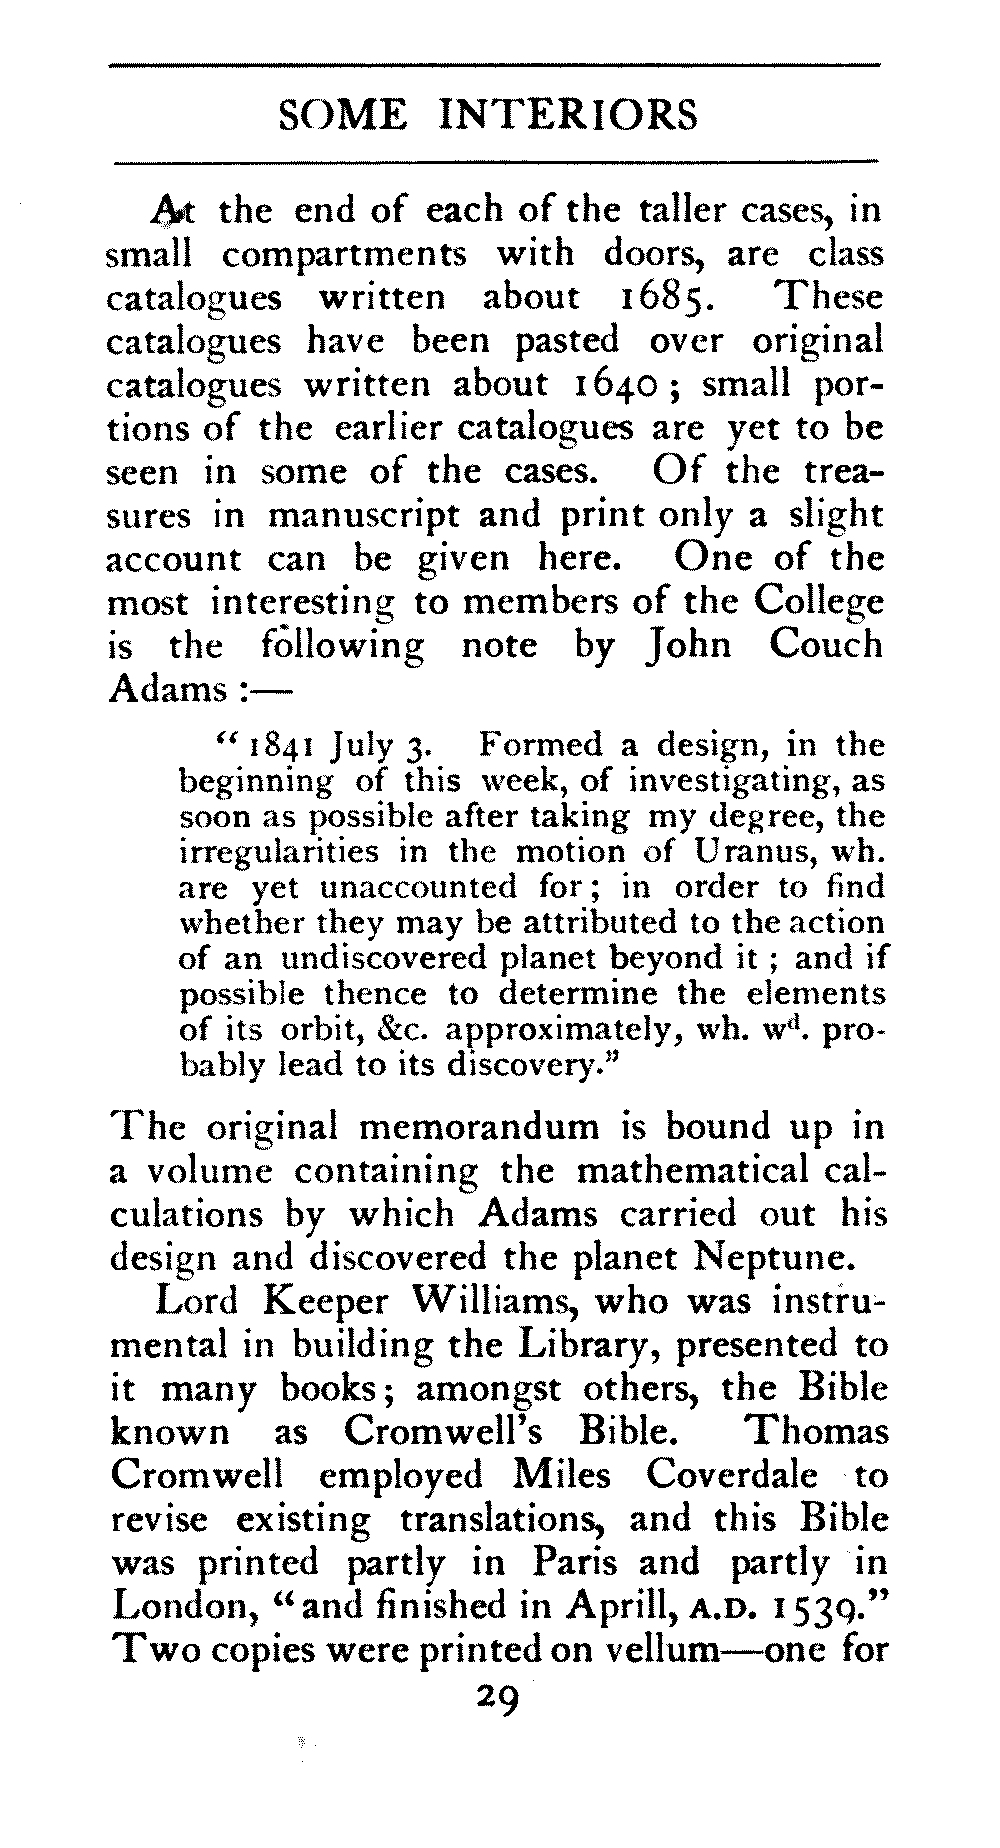 SOME INTERIORS
At the end of each of the taller cases, in
small compartments with doors, are class
catalogues written about 1685. These
catalogues have been pasted over original
catalogues written about 1640 ; small por-
tions of the earlier catalogues are yet to be
seen in some of the cases. Of the trea-
sures in manuscript and print only a slight
account can be given here. One of the
most interesting to members of the College
is the following note by John Couch
Adams :—
“ 1841 July 3. Formed a design, in the
beginning of this week, of investigating, as
soon as possible after taking my degree, the
irregularities in the motion of Uranus, wh.
are yet unaccounted for ; in order to find
whether they may be attributed to the action
of an undiscovered planet beyond it ; and if
possible thence to determine the elements
of its orbit, &c. approximately, wh. wᵈ. pro-
bably lead to its discovery.”
The original memorandum is bound up in
a volume containing the mathematical cal-
culations by which Adams carried out his
design and discovered the planet Neptune.
Lord Keeper Williams, who was instru-
mental in building the Library, presented to
it many books ; amongst others, the Bible
known as Cromwell’s Bible. Thomas
Cromwell employed Miles Coverdale to
revise existing translations, and this Bible
was printed partly in Paris and partly in
London, “and finished in Aprill, A.D. 1539.”
Two copies were printed on vellum—one for
29